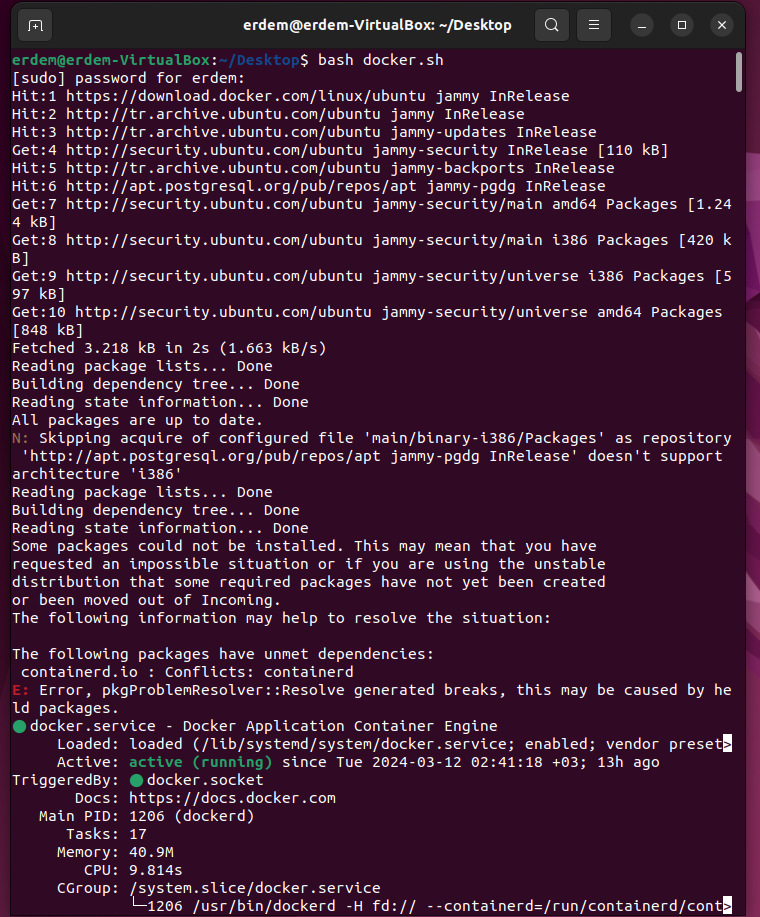 erdem@erdem-VirtualBox: ~/Desktop
erdem@erdem-VirtualBox:~/Desktop$ bash docker.sh
[sudo] password for erdem:
Hit:1 https://download.docker.com/linux/ubuntu jammy InRelease
Hit:2 http://tr.archive.ubuntu.com/ubuntu jammy InRelease
Hit:3 http://tr.archive.ubuntu.com/ubuntu jammy-updates InRelease
Get:4 http://security.ubuntu.com/ubuntu jammy-security InRelease [110 kB]
Hit:5 http://tr.archive.ubuntu.com/ubuntu jammy-backports InRelease
Hit:6 http://apt.postgresql.org/pub/repos/apt jammy-pgdg InRelease
Get:7 http://security.ubuntu.com/ubuntu jammy-security/main amd64 Packages [1.24
4 kB]
Get:8 http://security.ubuntu.com/ubuntu jammy-security/main i386 Packages [420 k
B]
Get:9 http://security.ubuntu.com/ubuntu jammy-security/universe i386 Packages [5
97 kB]
Get:10 http://security.ubuntu.com/ubuntu jammy-security/universe amd64 Packages
[848 kB]
Fetched 3.218 kB in 2s (1.663 kB/s)
Reading package lists... Done
Building dependency tree... Done
Reading state information... Done
All packages are up to date.
N: Skipping acquire of configured file 'main/binary-i386/Packages' as repository
'http://apt.postgresql.org/pub/repos/apt jammy-pgdg InRelease' doesn't support
architecture 'i386'
Reading package lists... Done
Building dependency tree... Done
Reading state information... Done
Some packages could not be installed. This may mean that you have
requested an impossible situation or if you are using the unstable
distribution that some required packages have not yet been created
or been moved out of Incoming.
The following information may help to resolve the situation:
The following packages have unmet dependencies:
containerd.io : Conflicts: containerd
E: Error, pkgProblemResolver::Resolve generated breaks, this may be caused by he
ld packages.
● docker.service - Docker Application Container Engine
Loaded: loaded (/lib/systemd/system/docker.service; enabled; vendor preset>
Active: active (running) since Tue 2024-03-12 02:41:18 +03; 13h ago
TriggeredBy: ● docker.socket
Docs: https://docs.docker.com
Main PID: 1206 (dockerd)
Tasks: 17
Memory: 40.9M
CPU: 9.814s
CGroup: /system.slice/docker.service
└─1206 /usr/bin/dockerd -H fd:// --containerd=/run/containerd/cont>